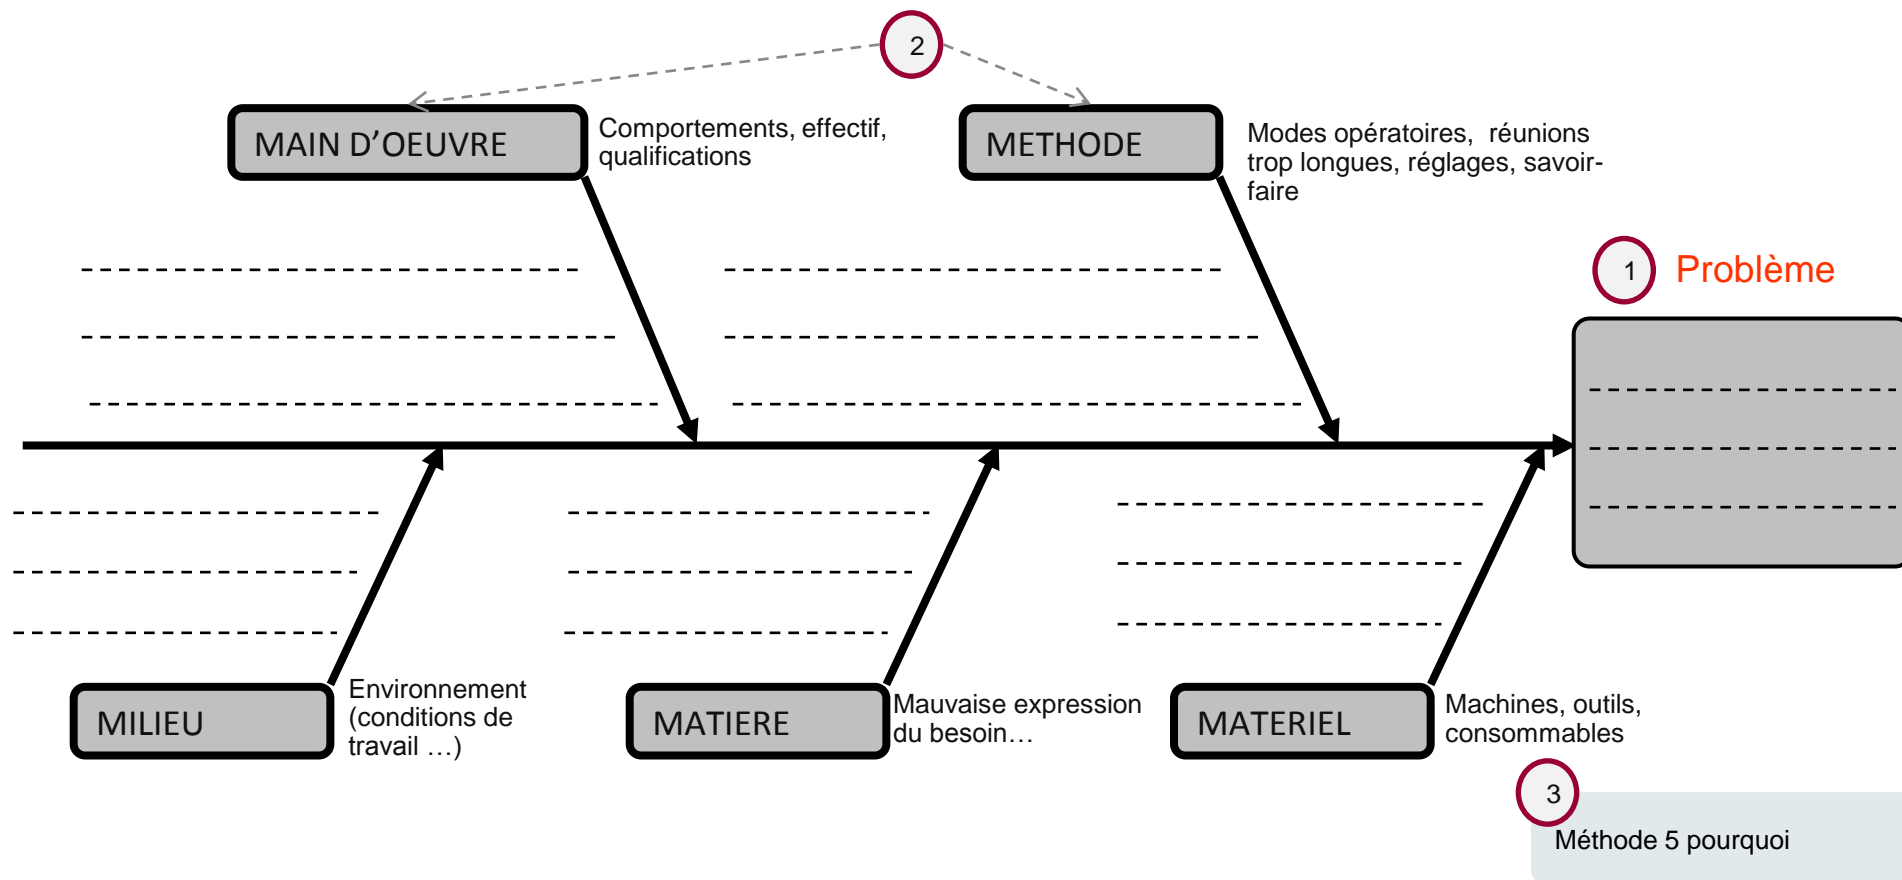 2
MAIN D’OEUVRE
Comportements, effectif,
qualifications
METHODE
Modes opératoires, réunions
trop longues, réglages, savoir-
faire
1
Problème
MILIEU
Environnement
(conditions de
travail …)
MATIERE
Mauvaise expression
du besoin…
MATERIEL
Machines, outils,
consommables
3
Méthode 5 pourquoi